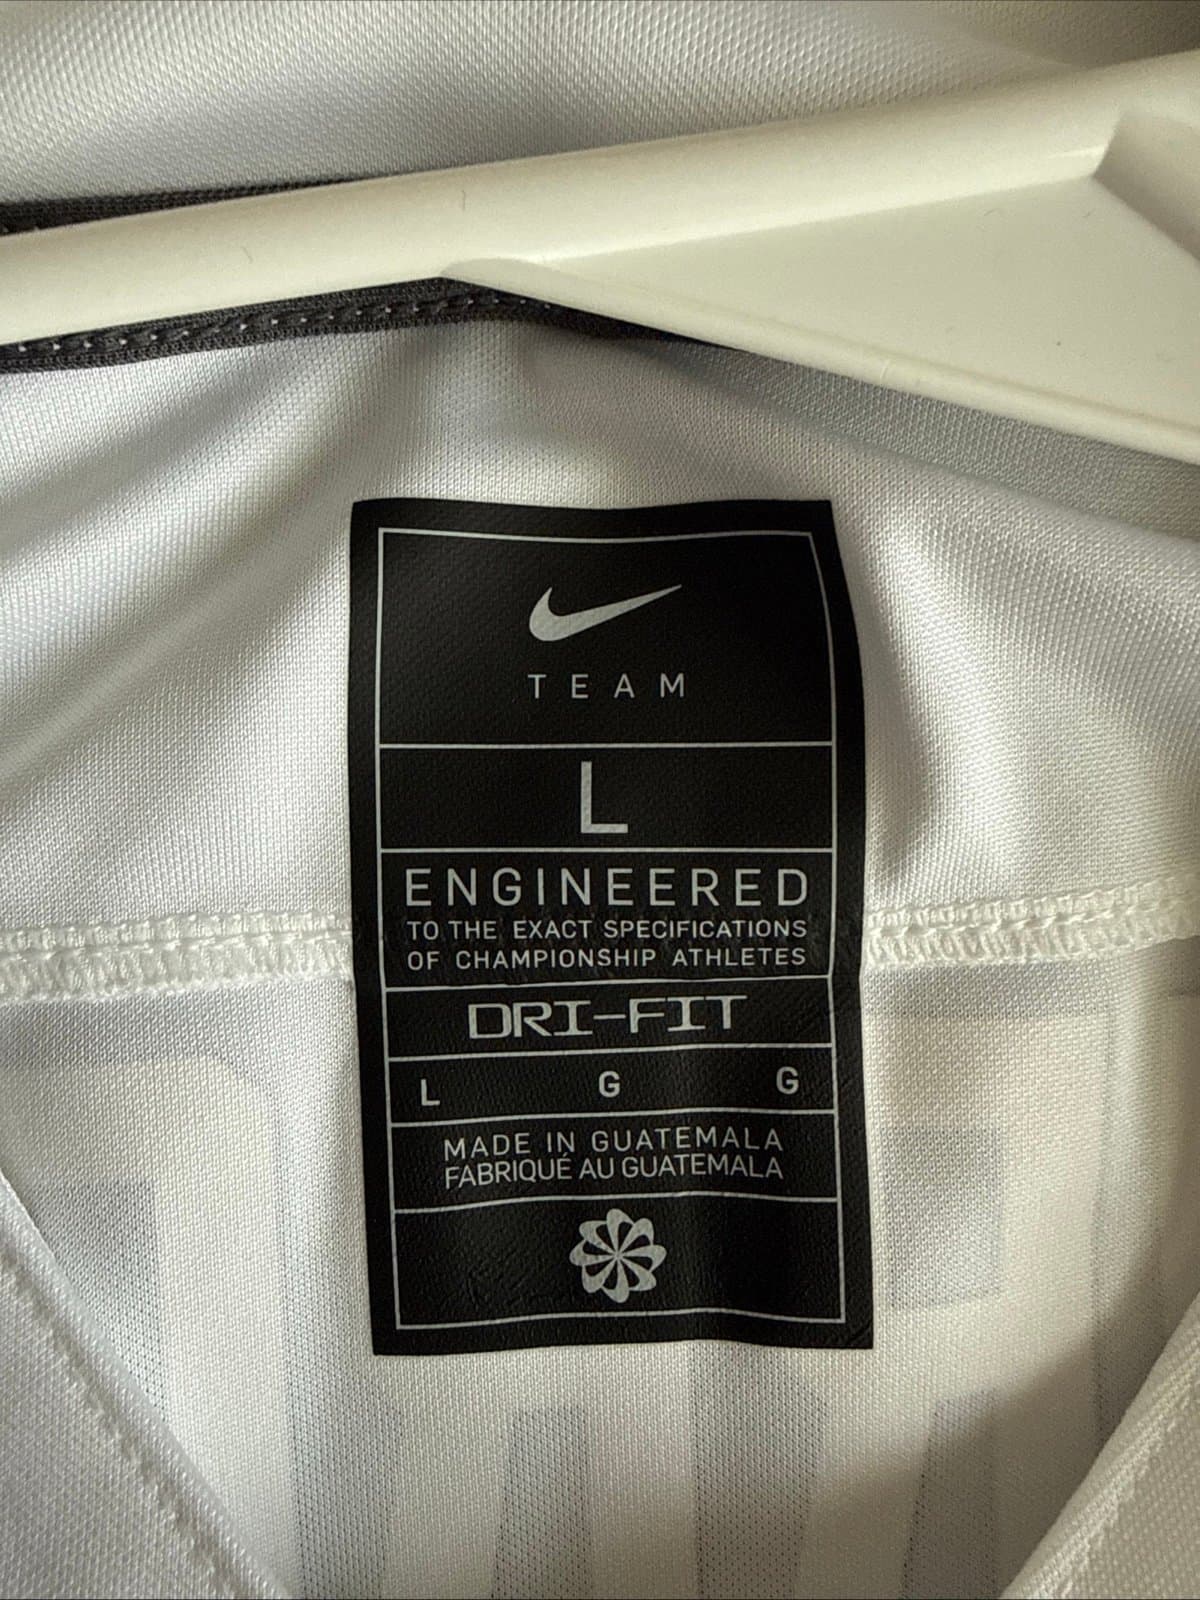 TEAM
L
ENGINEERED
TO THE EXACT SPECIFICATIONS
OF CHAMPIONSHIP ATHLETES
DRI-FIT
L G G
MADE IN GUATEMALA
FABRIQUÉ AU GUATEMALA